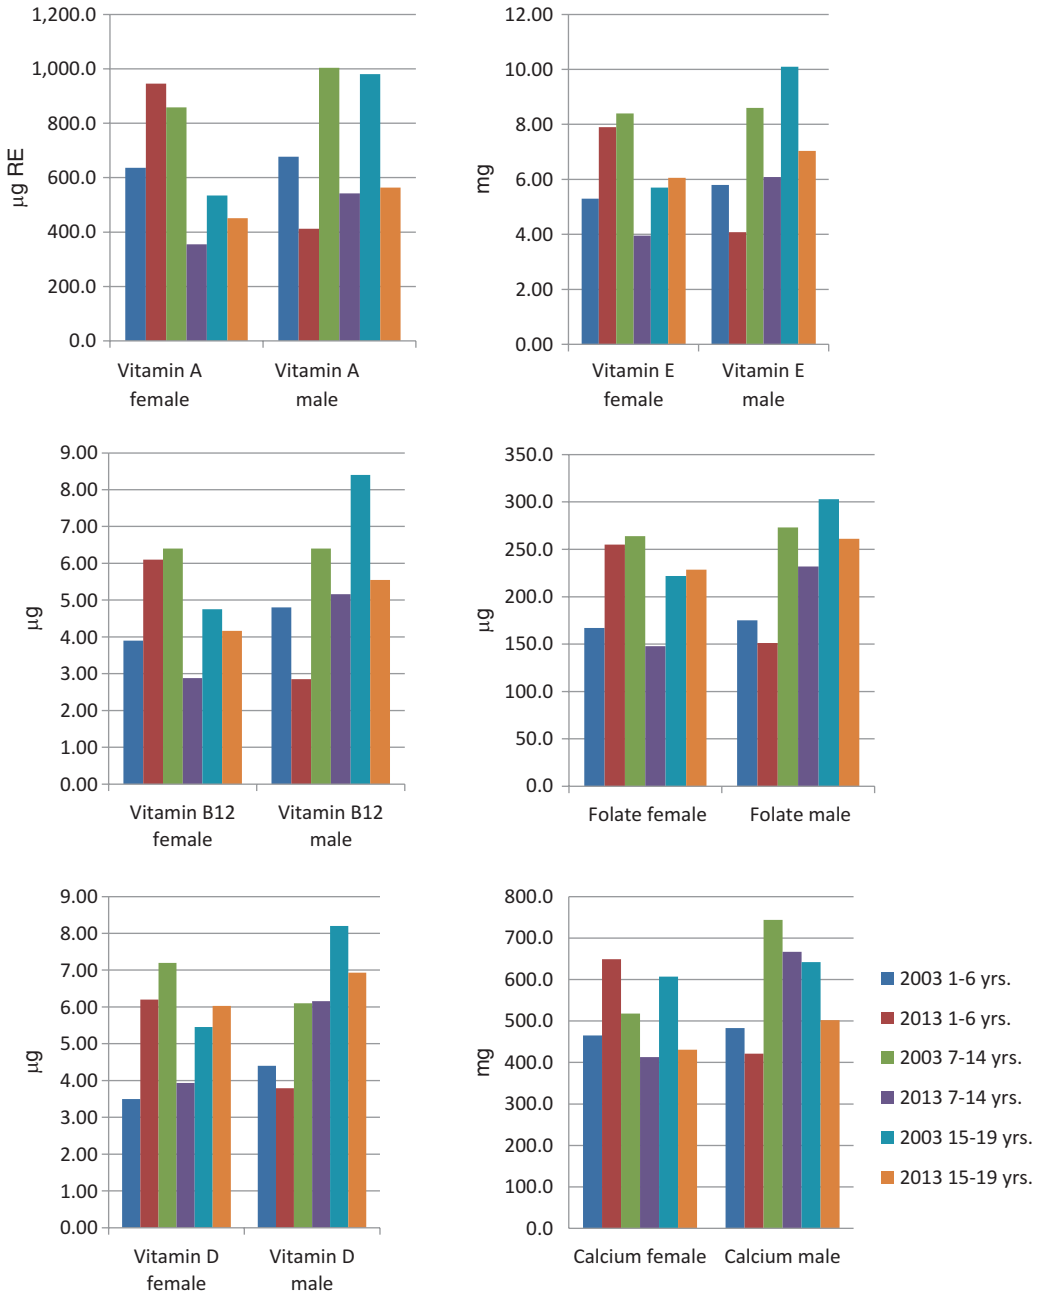 1,200.0
1,000.0
800.0
600.0
400.0
200.0
0.0
μg RE
Vitamin A
female
Vitamin A
male
12.00
10.00
8.00
6.00
4.00
2.00
0.00
mg
Vitamin E
female
Vitamin E
male
9.00
8.00
7.00
6.00
5.00
4.00
3.00
2.00
1.00
0.00
μg
Vitamin B12
female
Vitamin B12
male
350.0
300.0
250.0
200.0
150.0
100.0
50.0
0.0
μg
Folate female
Folate male
9.00
8.00
7.00
6.00
5.00
4.00
3.00
2.00
1.00
0.00
μg
Vitamin D
female
Vitamin D
male
800.0
700.0
600.0
500.0
400.0
300.0
200.0
100.0
0.0
mg
Calcium female
Calcium male
2003 1-6 yrs.
2013 1-6 yrs.
2003 7-14 yrs.
2013 7-14 yrs.
2003 15-19 yrs.
2013 15-19 yrs.